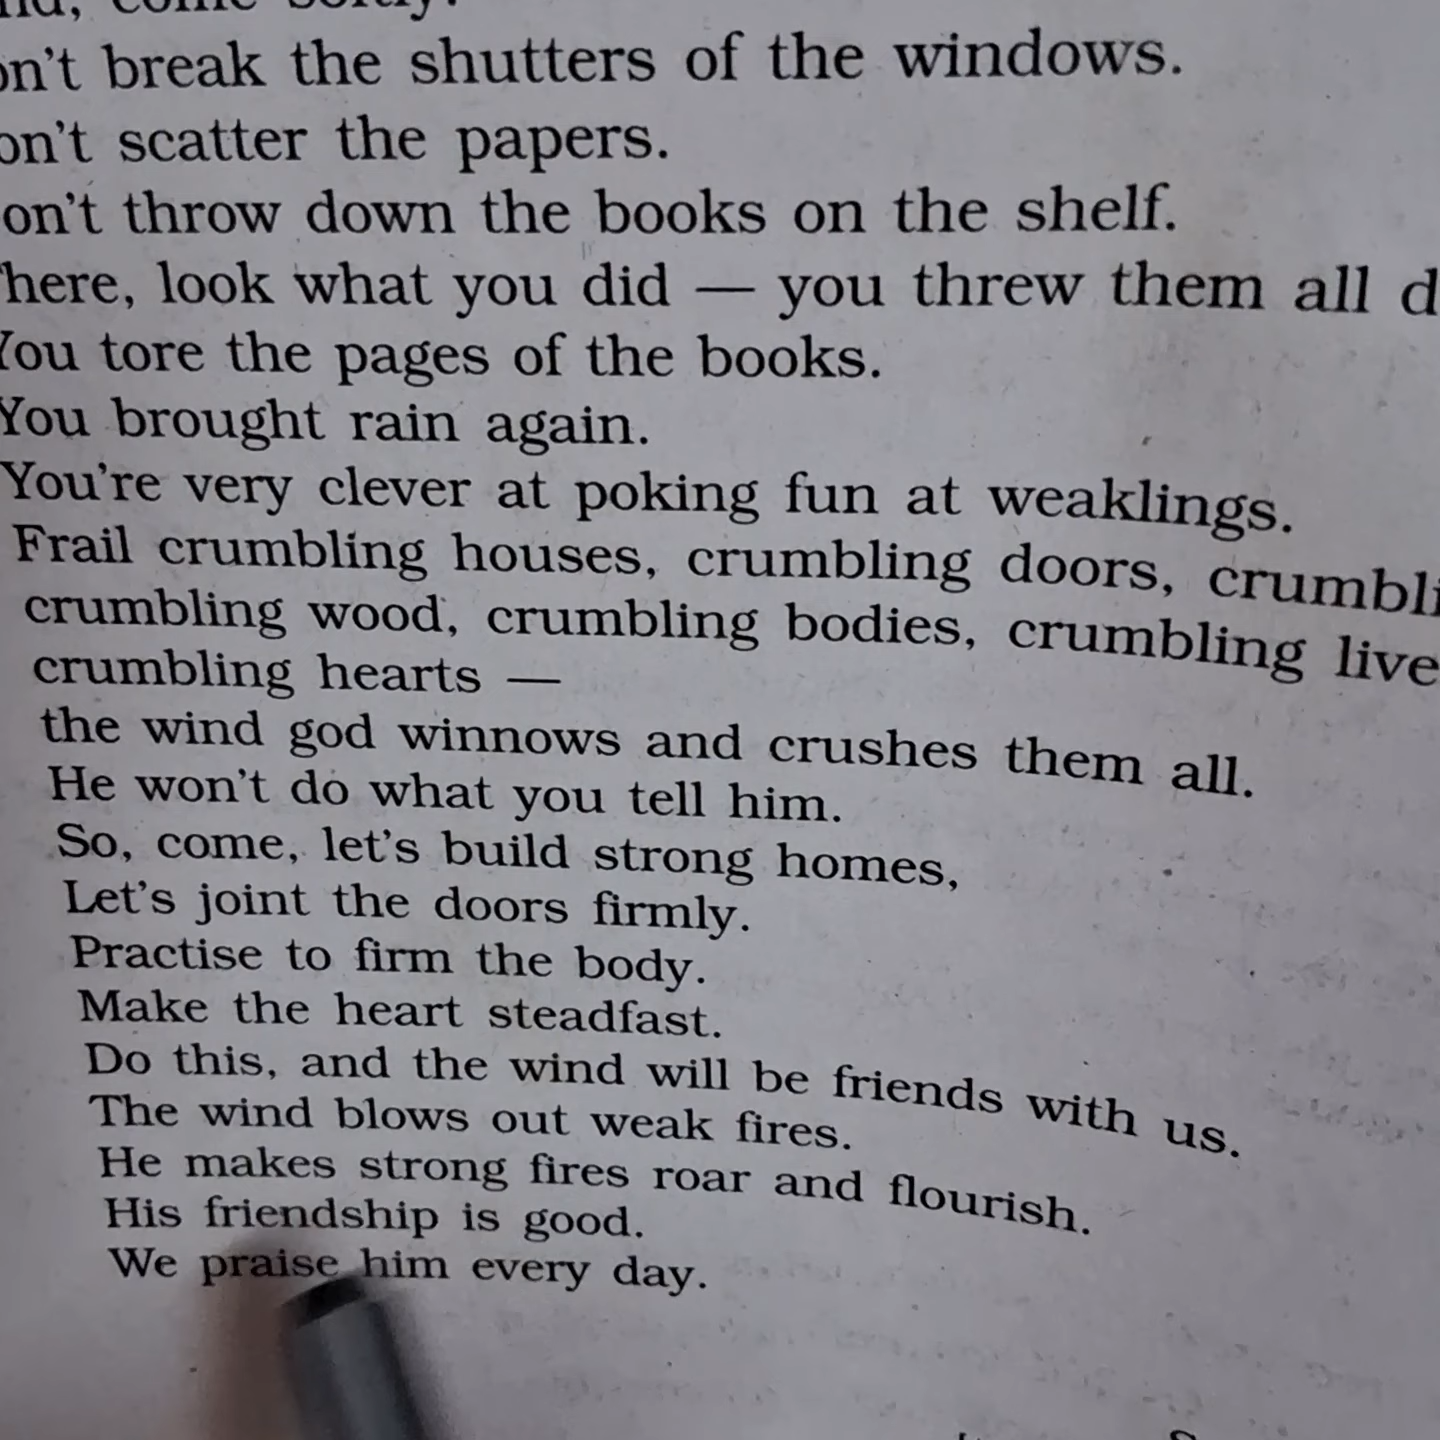 come softly.
break the shutters of the windows.
scatter the papers.
throw down the books on the shelf.
look what you did — you threw them all
You tore the pages of the books.
You brought rain again.
You're very clever at poking fun at weaklings.
Frail crumbling houses, crumbling doors,
crumbling wood, crumbling bodies, crumbling
crumbling hearts —
the wind god winnows and crushes them all.
He won't do what you tell him.
So, come, let's build strong homes,
Let's joint the doors firmly.
Practise to firm the body.
Make the heart steadfast.
Do this, and the wind will be friends with us.
The wind blows out weak fires.
He makes strong fires roar and flourish.
His friendship is good.
We praise him every day.